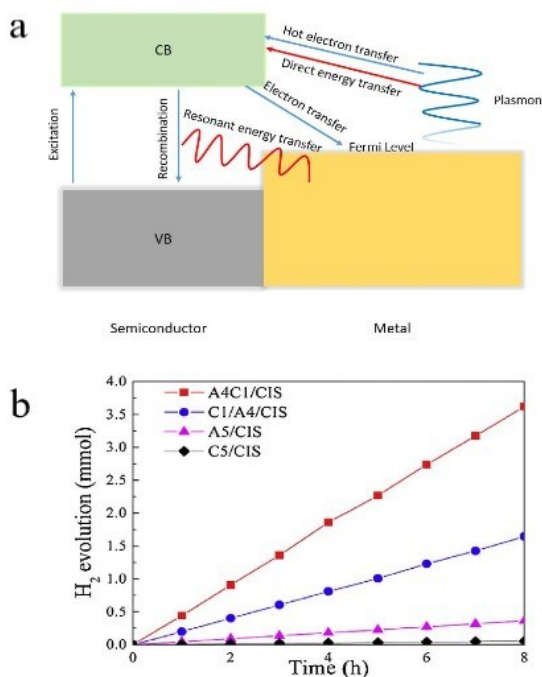 a
CB
Hot electron transfer
Direct energy transfer
Plasmon
Excitation
Recombination
Electron transfer
Resonant energy transfer
Fermi Level
VB
Semiconductor
Metal
b
H2 evolution (mmol)
4.0
3.5
3.0
2.5
2.0
1.5
1.0
0.5
0.0
A4C1/CIS
C1/A4/CIS
A5/CIS
C5/CIS
0
2
4
6
8
Time (h)